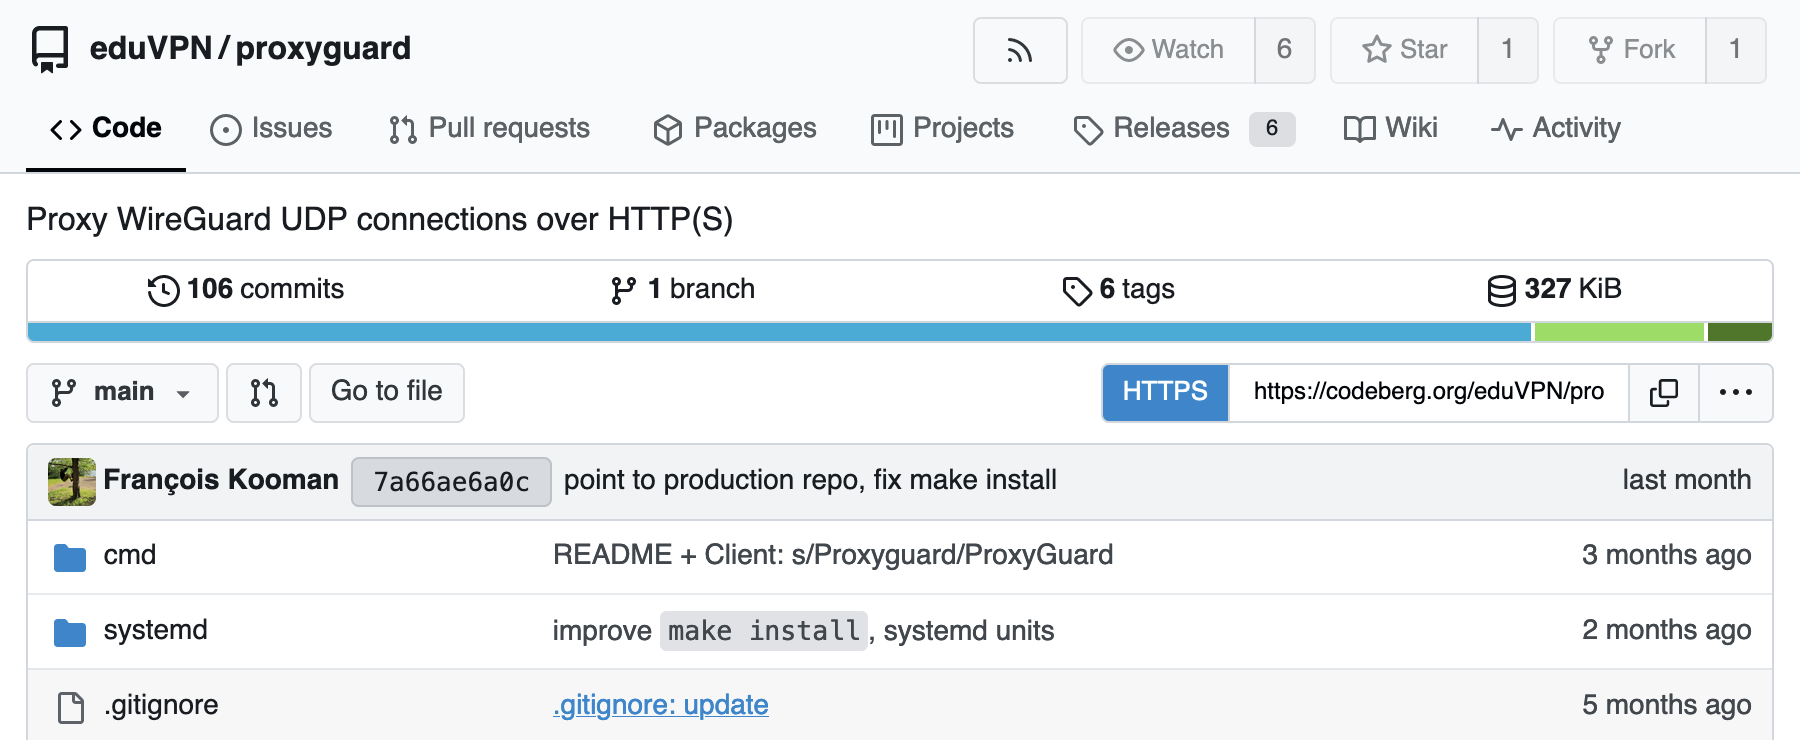 eduVPN / proxyguard
Watch 6 Star 1 Fork 1
Code Issues Pull requests Packages Projects Releases 6 Wiki Activity
Proxy WireGuard UDP connections over HTTP(S)
106 commits 1 branch 6 tags 327 KiB
main Go to file HTTPS https://codeberg.org/eduVPN/pro
François Kooman 7a66ae6a0c point to production repo, fix make install last month
cmd README + Client: s/Proxyguard/ProxyGuard 3 months ago
systemd improve make install, systemd units 2 months ago
.gitignore .gitignore: update 5 months ago